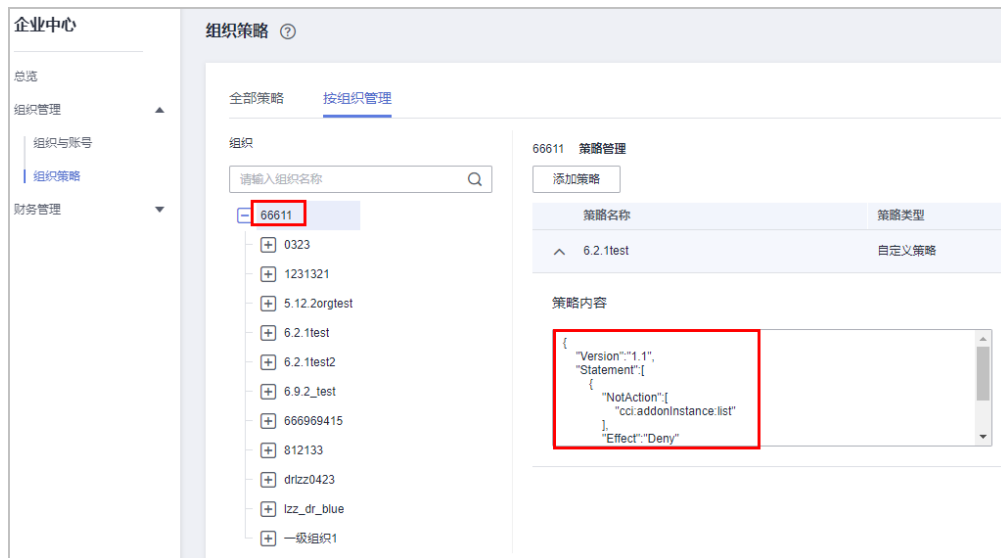 企业中心
总览
组织管理
组织与账号
组织策略
财务管理
组织策略 ?
全部策略 按组织管理
组织
请输入组织名称
66611
0323
1231321
5.12.2orgtest
6.2.1test
6.2.1test2
6.9.2_test
666969415
812133
drlzz0423
lzz_dr_blue
一级组织1
66611 策略管理
添加策略
策略名称 策略类型
6.2.1test 自定义策略
策略内容
{
"Version":"1.1",
"Statement":[
{
"NotAction":[
"cci:addonInstance:list"
],
"Effect":"Deny"